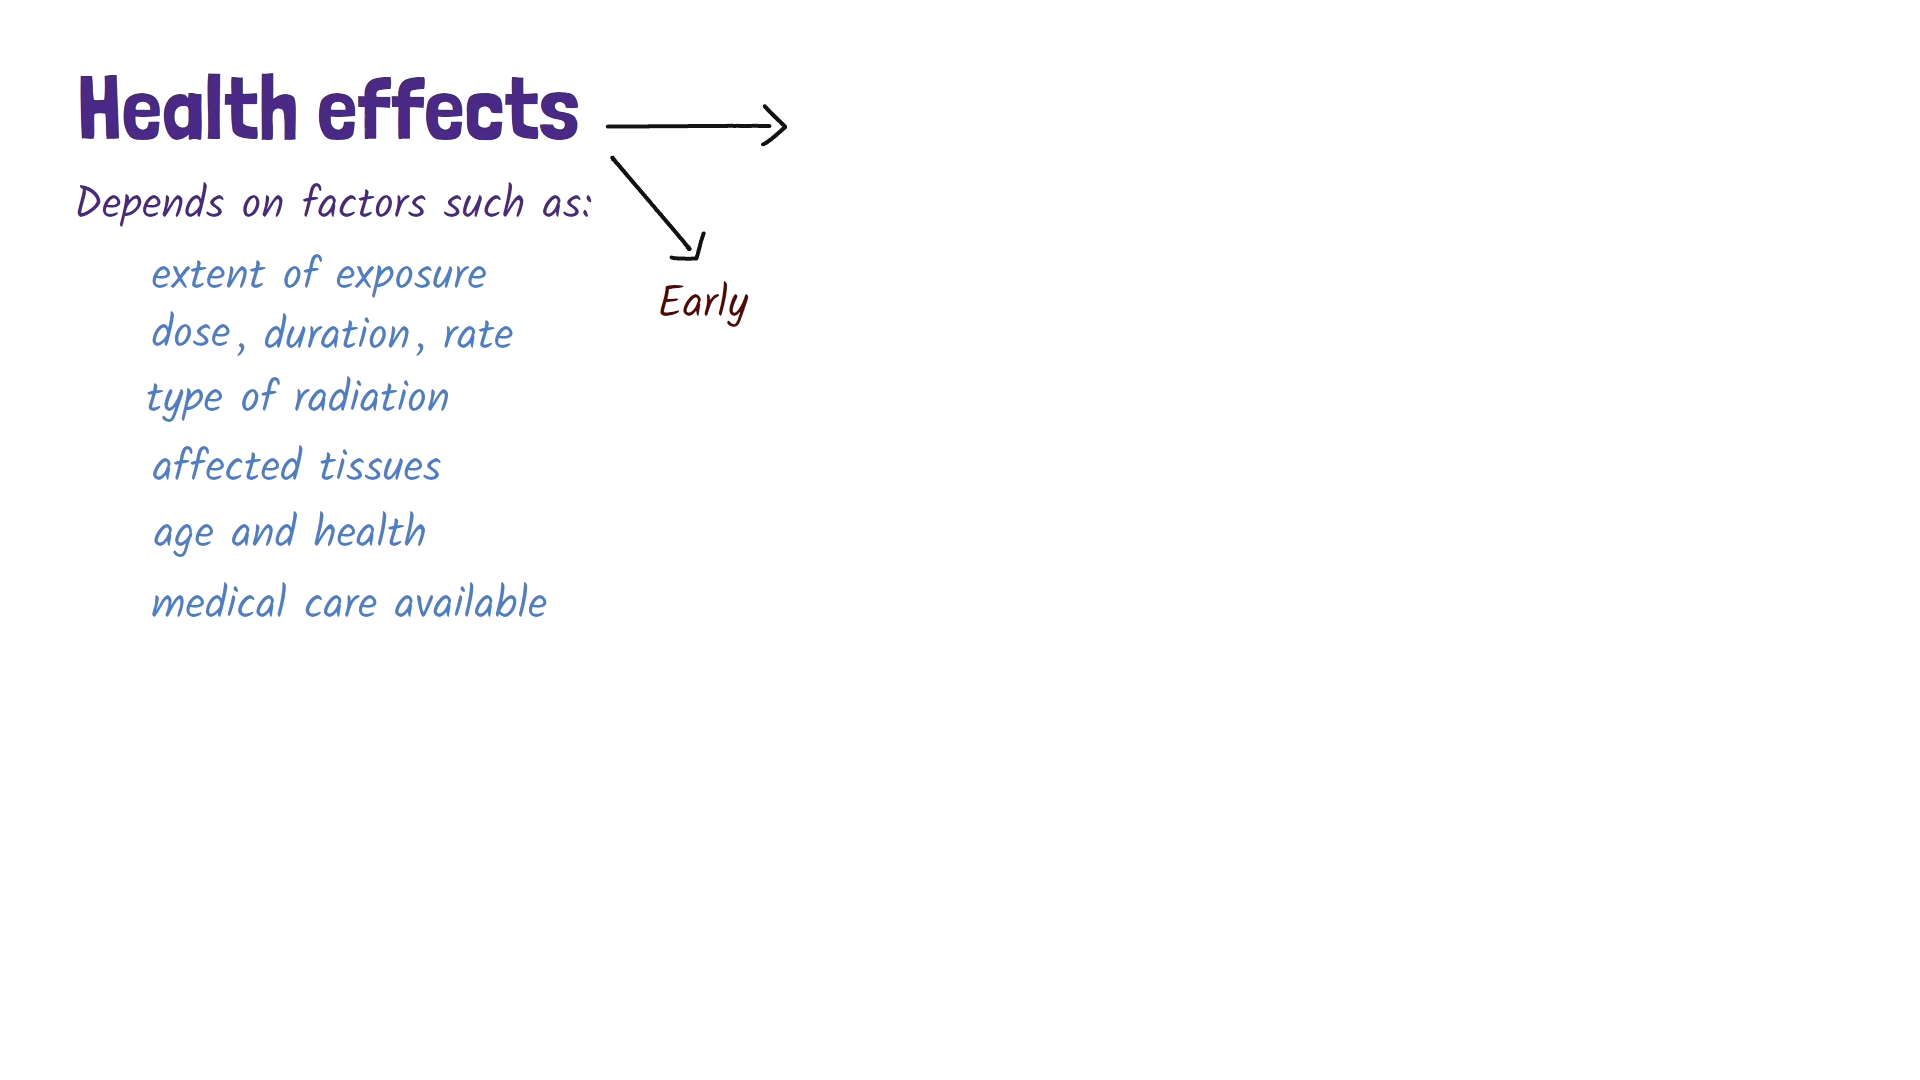 Health effects
Depends on factors such as:
extent of exposure
dose, duration, rate
type of radiation
affected tissues
age and health
medical care available
Early